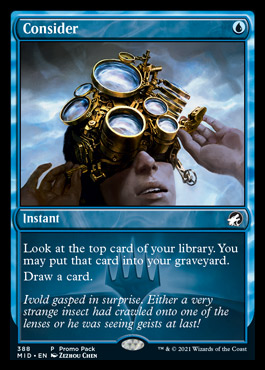 Consider
Instant
Look at the top card of your library. You
may put that card into your graveyard.
Draw a card.
Ivold gasped in surprise. Either a very
strange insect had crawled onto one of the
lenses or he was seeing geists at last!
388 P Promo Pack
MID • EN Zezhou Chen
™ & © 2021 Wizards of the Coast